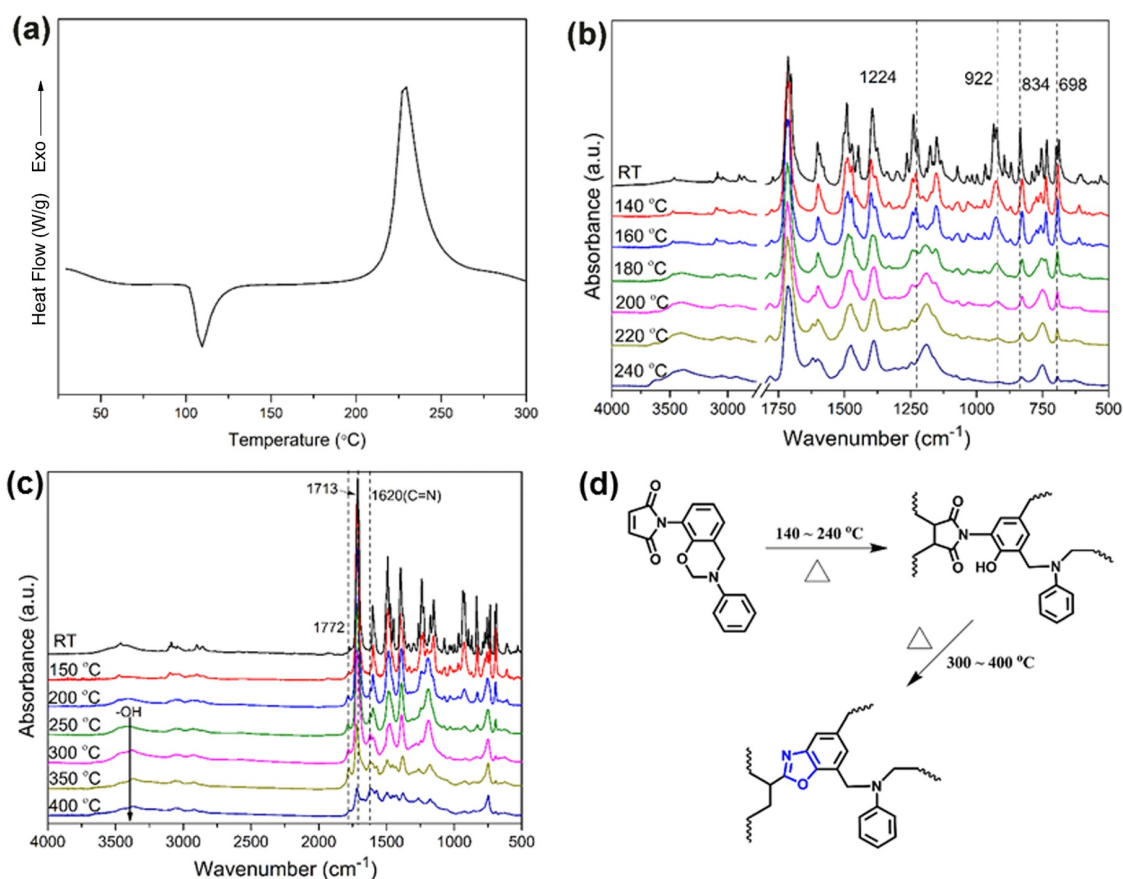 (a)
Heat Flow (W/g) Exo
50 100 150 200 250 300
Temperature (°C)
(b)
1224 922 834 698
RT
140 °C
160 °C
180 °C
200 °C
220 °C
240 °C
Absorbance (a.u.)
4000 3500 3000 1750 1500 1250 1000 750 500
Wavenumber (cm-1)
(c)
1713
1620(C=N)
1772
RT
150 °C
200 °C
-OH
250 °C
300 °C
350 °C
400 °C
Absorbance (a.u.)
4000 3500 3000 2500 2000 1500 1000 500
Wavenumber (cm-1)
(d)
O
N
O
O
N
140 ~ 240 °C
△
O
N
O
HO
N
△
300 ~ 400 °C
N
O
N